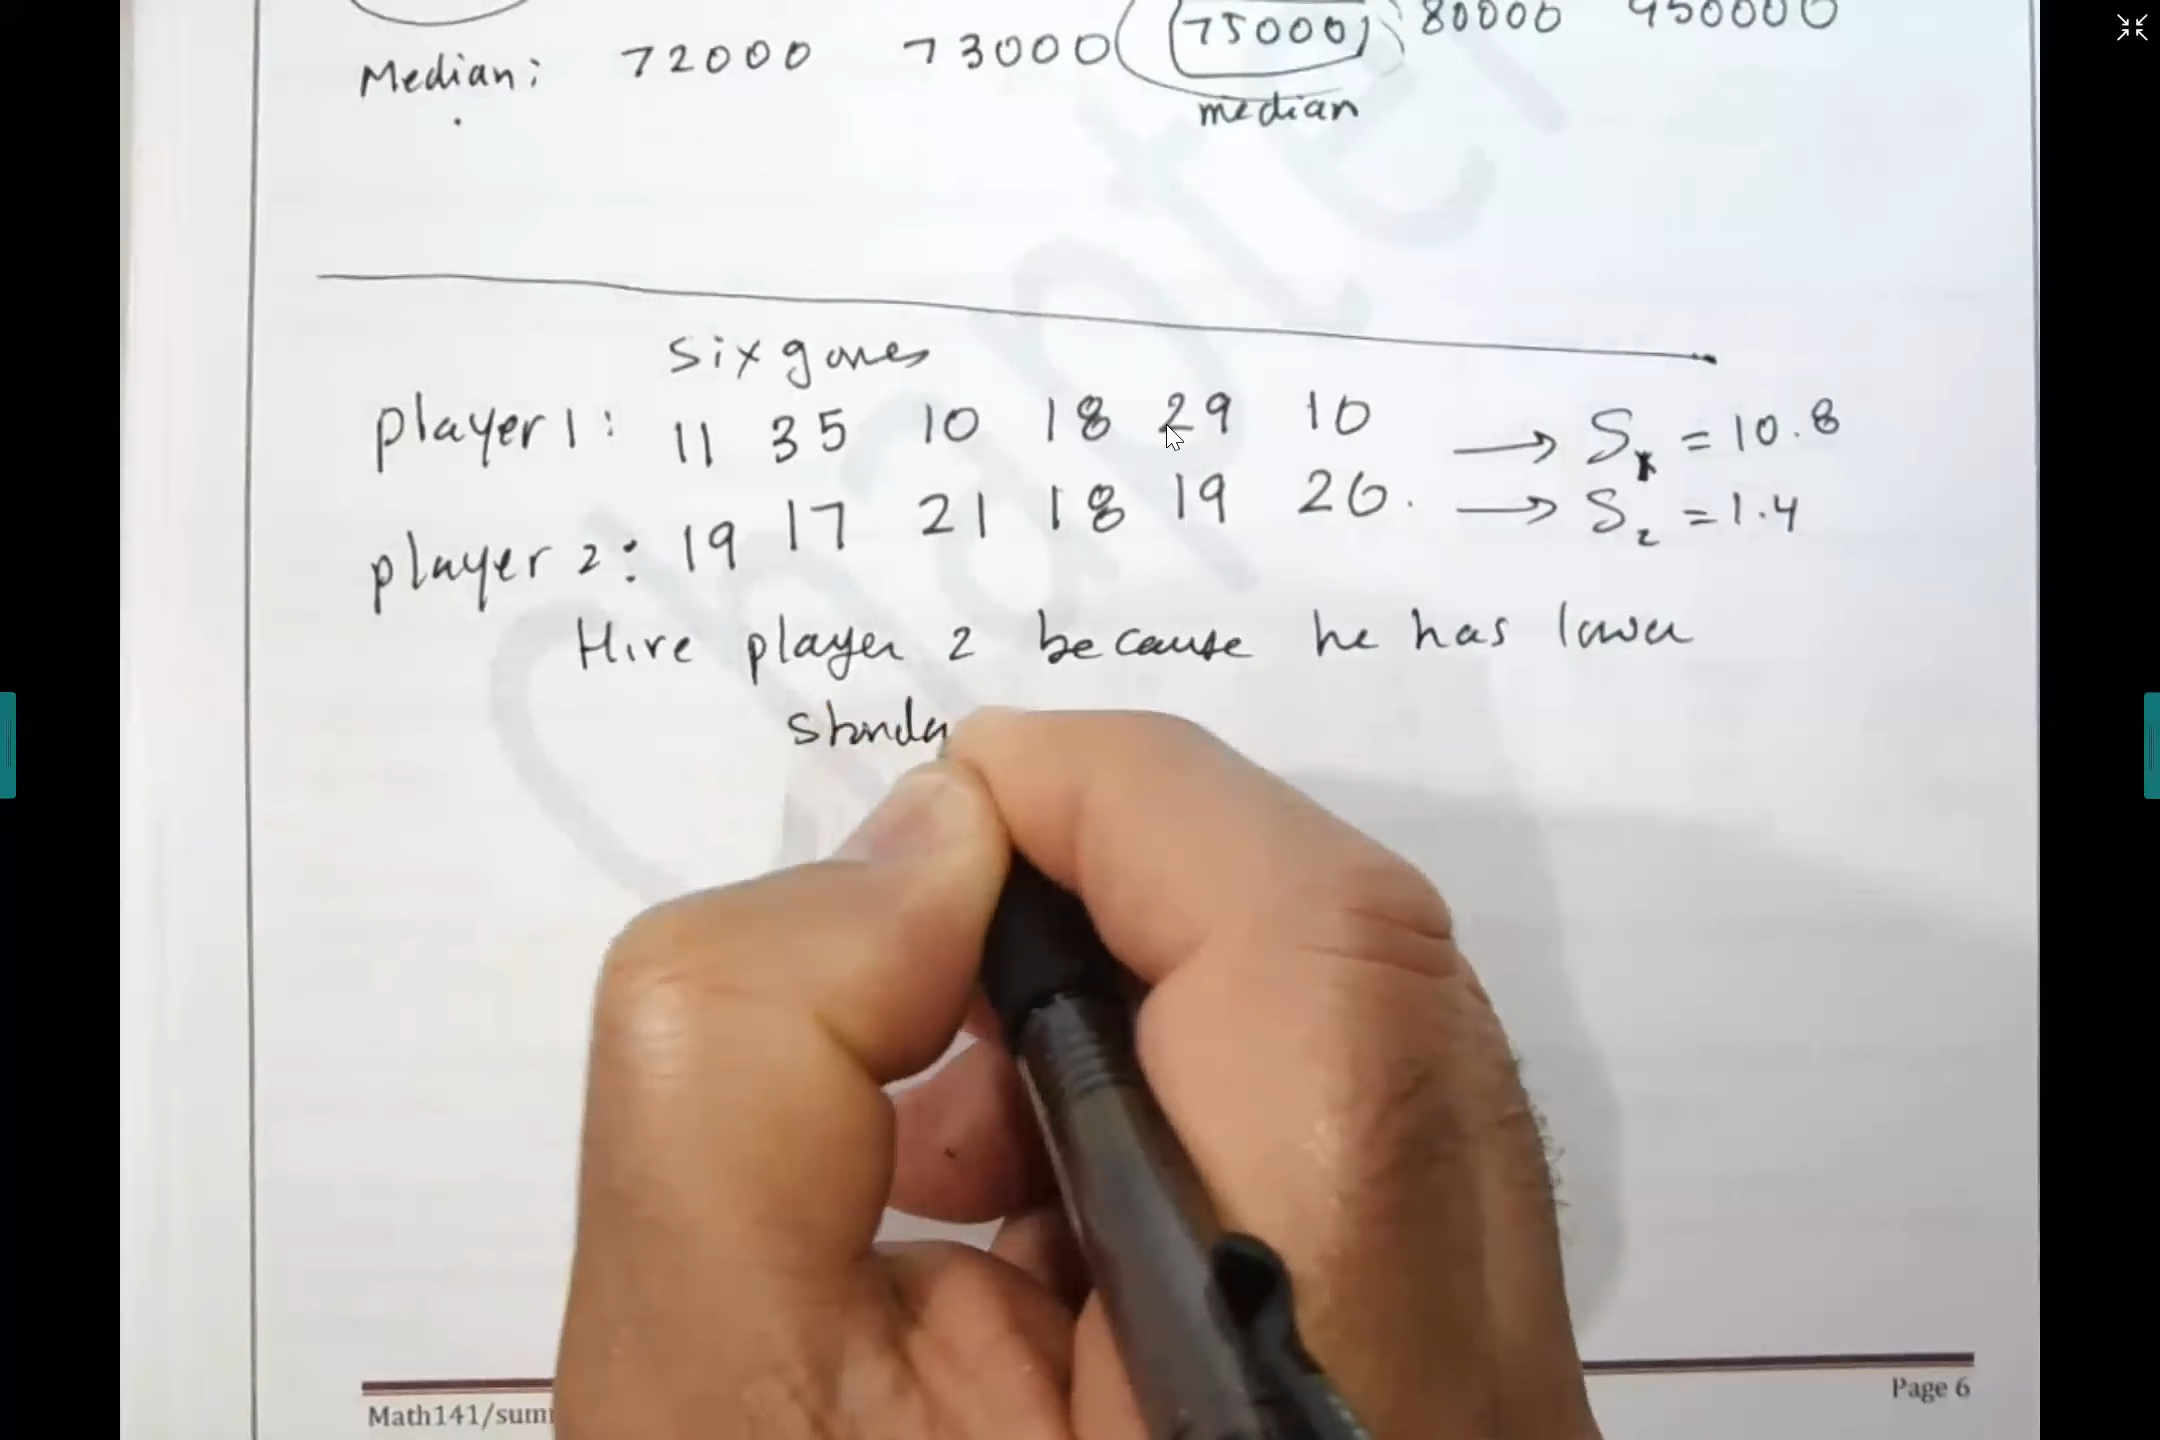 Median: 72000 73000 75000 80000 950000
median
six games
player 1: 11 35 10 18 29 10 → S₁ = 10.8
player 2: 19 17 21 18 19 20. → S₂ = 1.4
Hire player 2 because he has lower
standa
Chapter
Math141/sum
Page 6